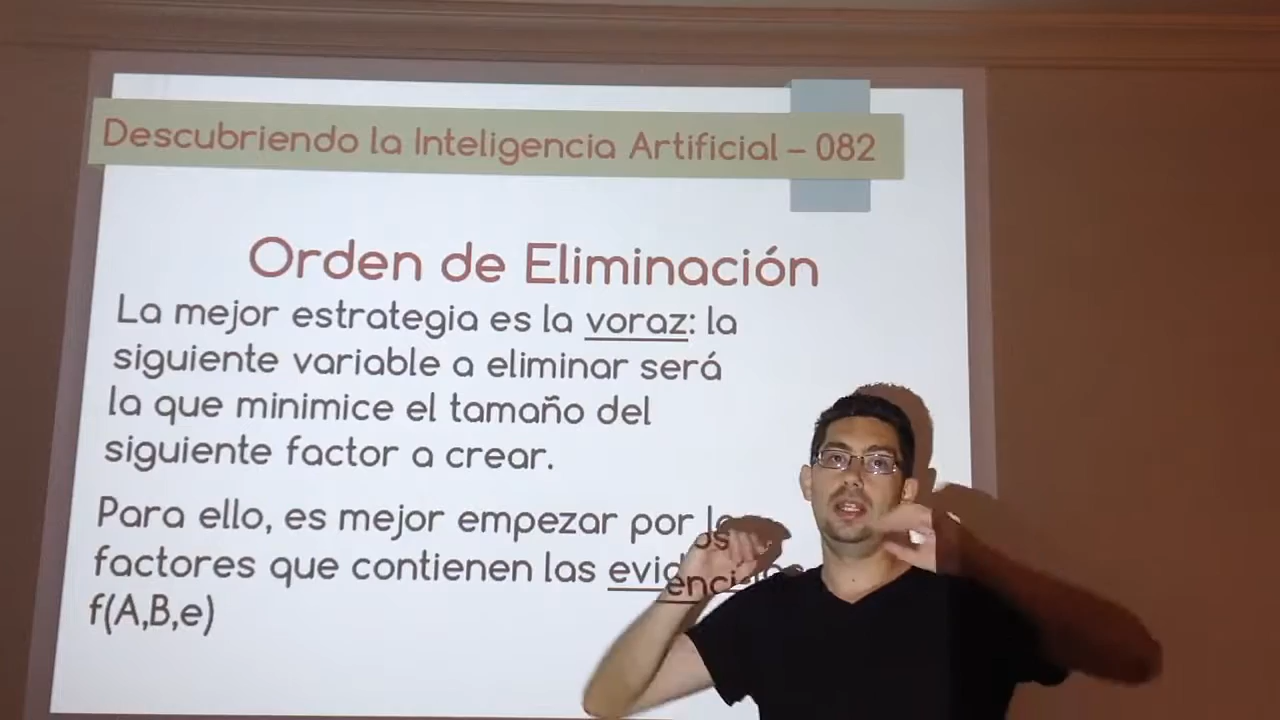 Descubriendo la Inteligencia Artificial – 082
Orden de Eliminación
La mejor estrategia es la voraz: la
siguiente variable a eliminar será
la que minimice el tamaño del
siguiente factor a crear.
Para ello, es mejor empezar por los
factores que contienen las evidencias
f(A,B,e)